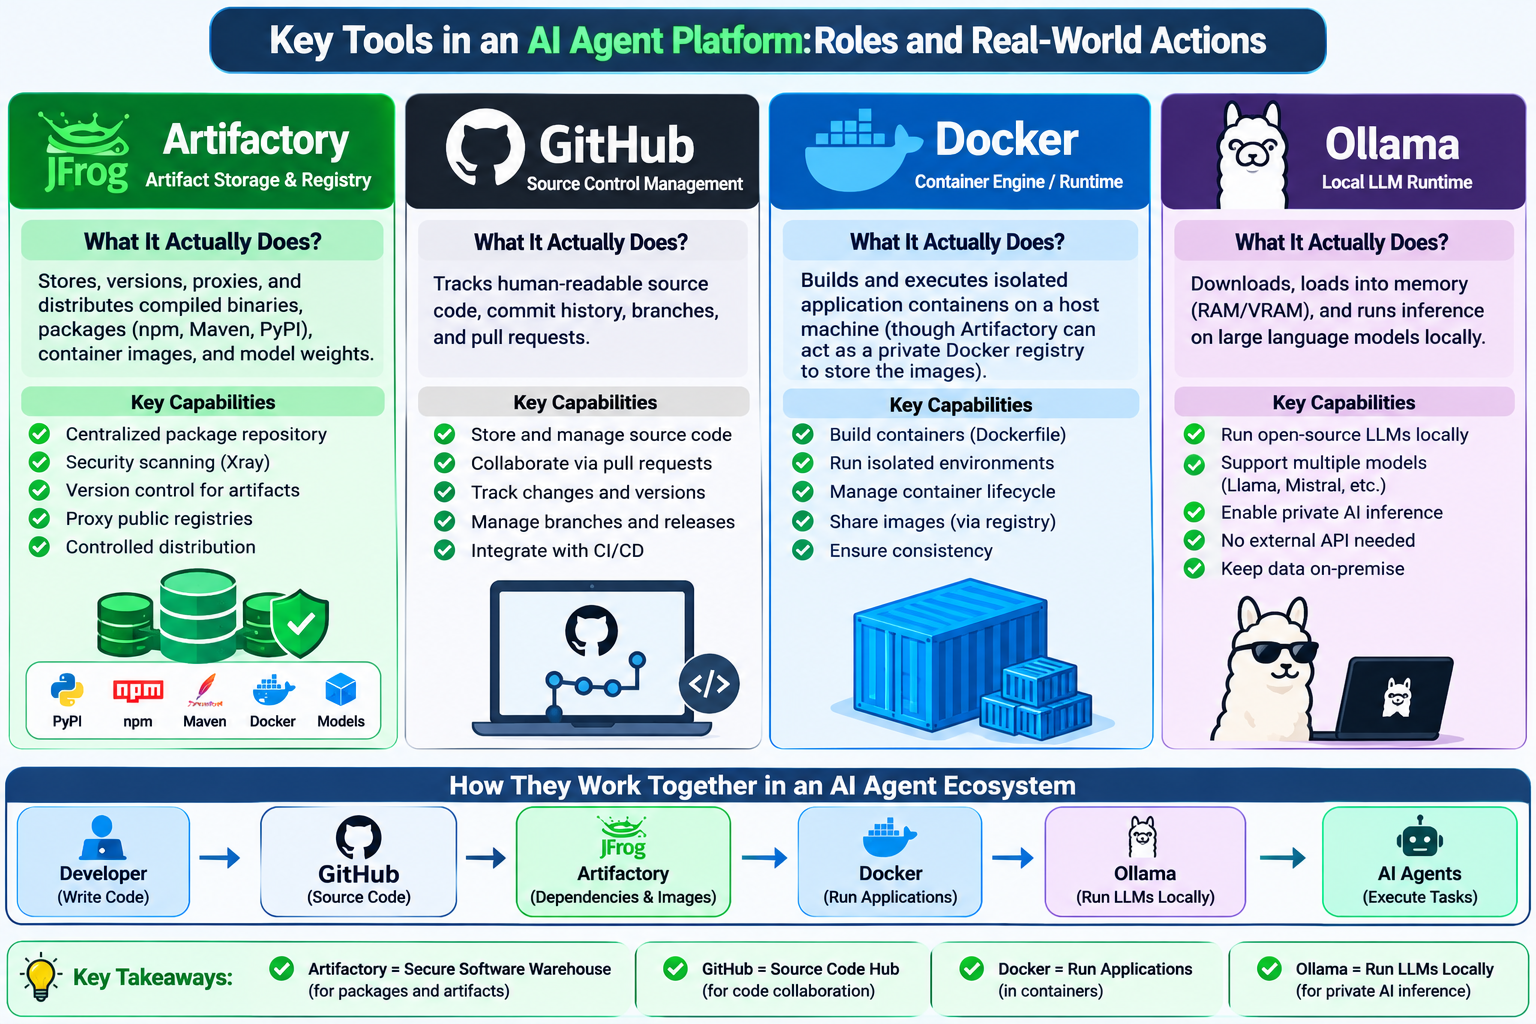 Key Tools in an AI Agent Platform: Roles and Real-World Actions
JFrog
Artifactory
Artifact Storage & Registry
What It Actually Does?
Stores, versions, proxies, and
distributes compiled binaries,
packages (npm, Maven, PyPI),
container images, and model weights.
Key Capabilities
Centralized package repository
Security scanning (Xray)
Version control for artifacts
Proxy public registries
Controlled distribution
npm
PyPI
npm
Maven
Docker
Models
GitHub
Source Control Management
What It Actually Does?
Tracks human-readable source
code, commit history, branches,
and pull requests.
Key Capabilities
Store and manage source code
Collaborate via pull requests
Track changes and versions
Manage branches and releases
Integrate with CI/CD
</>
Docker
Container Engine / Runtime
What It Actually Does?
Builds and executes isolated
application containens on a host
machine (though Artifactory can
act as a private Docker registry
to store the images).
Key Capabilities
Build containers (Dockerfile)
Run isolated environments
Manage container lifecycle
Share images (via registry)
Ensure consistency
Ollama
Local LLM Runtime
What It Actually Does?
Downloads, loads into memory
(RAM/VRAM), and runs inference
on large language models locally.
Key Capabilities
Run open-source LLMs locally
Support multiple models
(Llama, Mistral, etc.)
Enable private AI inference
No external API needed
Keep data on-premise
How They Work Together in an AI Agent Ecosystem
Developer
(Write Code)
GitHub
(Source Code)
JFrog
Artifactory
(Dependencies & Images)
Docker
(Run Applications)
Ollama
(Run LLMs Locally)
AI Agents
(Execute Tasks)
Key Takeaways:
Artifactory = Secure Software Warehouse
(for packages and artifacts)
GitHub = Source Code Hub
(for code collaboration)
Docker = Run Applications
(in containers)
Ollama = Run LLMs Locally
(for private AI inference)